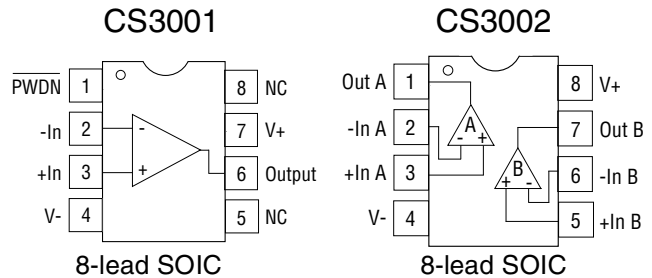 CS3001
PWDN 1
-In 2
+In 3
V- 4
8 NC
7 V+
6 Output
5 NC
- +
8-lead SOIC
CS3002
Out A 1
-In A 2
+In A 3
V- 4
8 V+
7 Out B
6 -In B
5 +In B
A
- +
B
+ -
8-lead SOIC